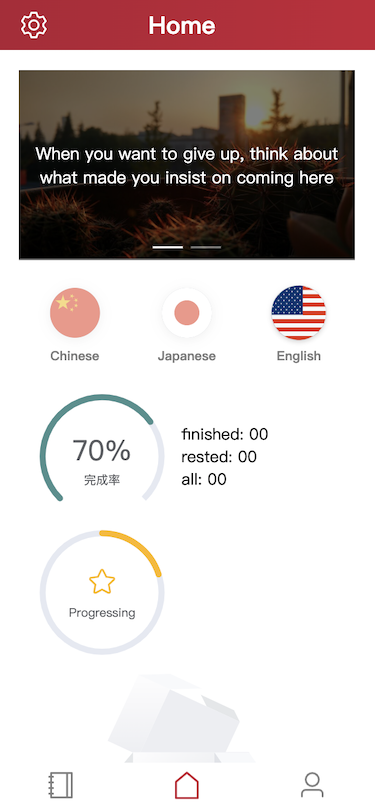 Home
When you want to give up, think about
what made you insist on coming here
Chinese
Japanese
English
70%
完成率
finished: 00
rested: 00
all: 00
Progressing